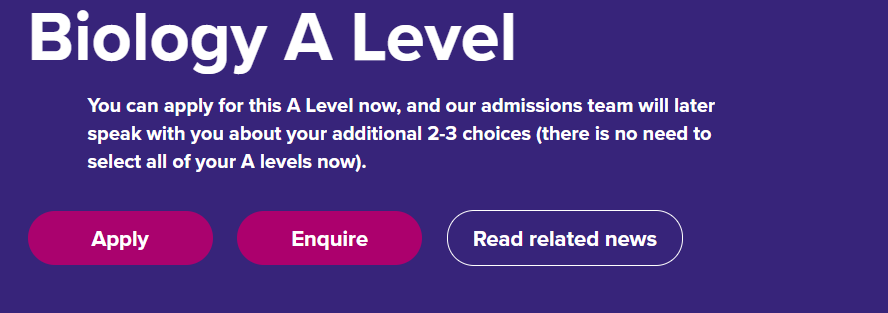 Biology A Level
You can apply for this A Level now, and our admissions team will later
speak with you about your additional 2-3 choices (there is no need to
select all of your A levels now).
Apply
Enquire
Read related news